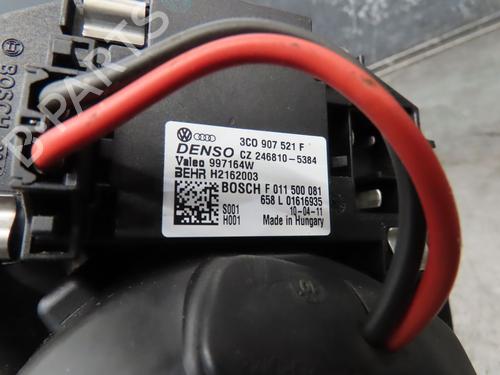 BOSCH
3C0 907 521 F
DENSO CZ 246810-5384
Valeo 997164W
BEHR H2162003
BOSCH F 011 500 081
658 L 01616935
S001 10-04-11
H001 Made in Hungary
B-Parts